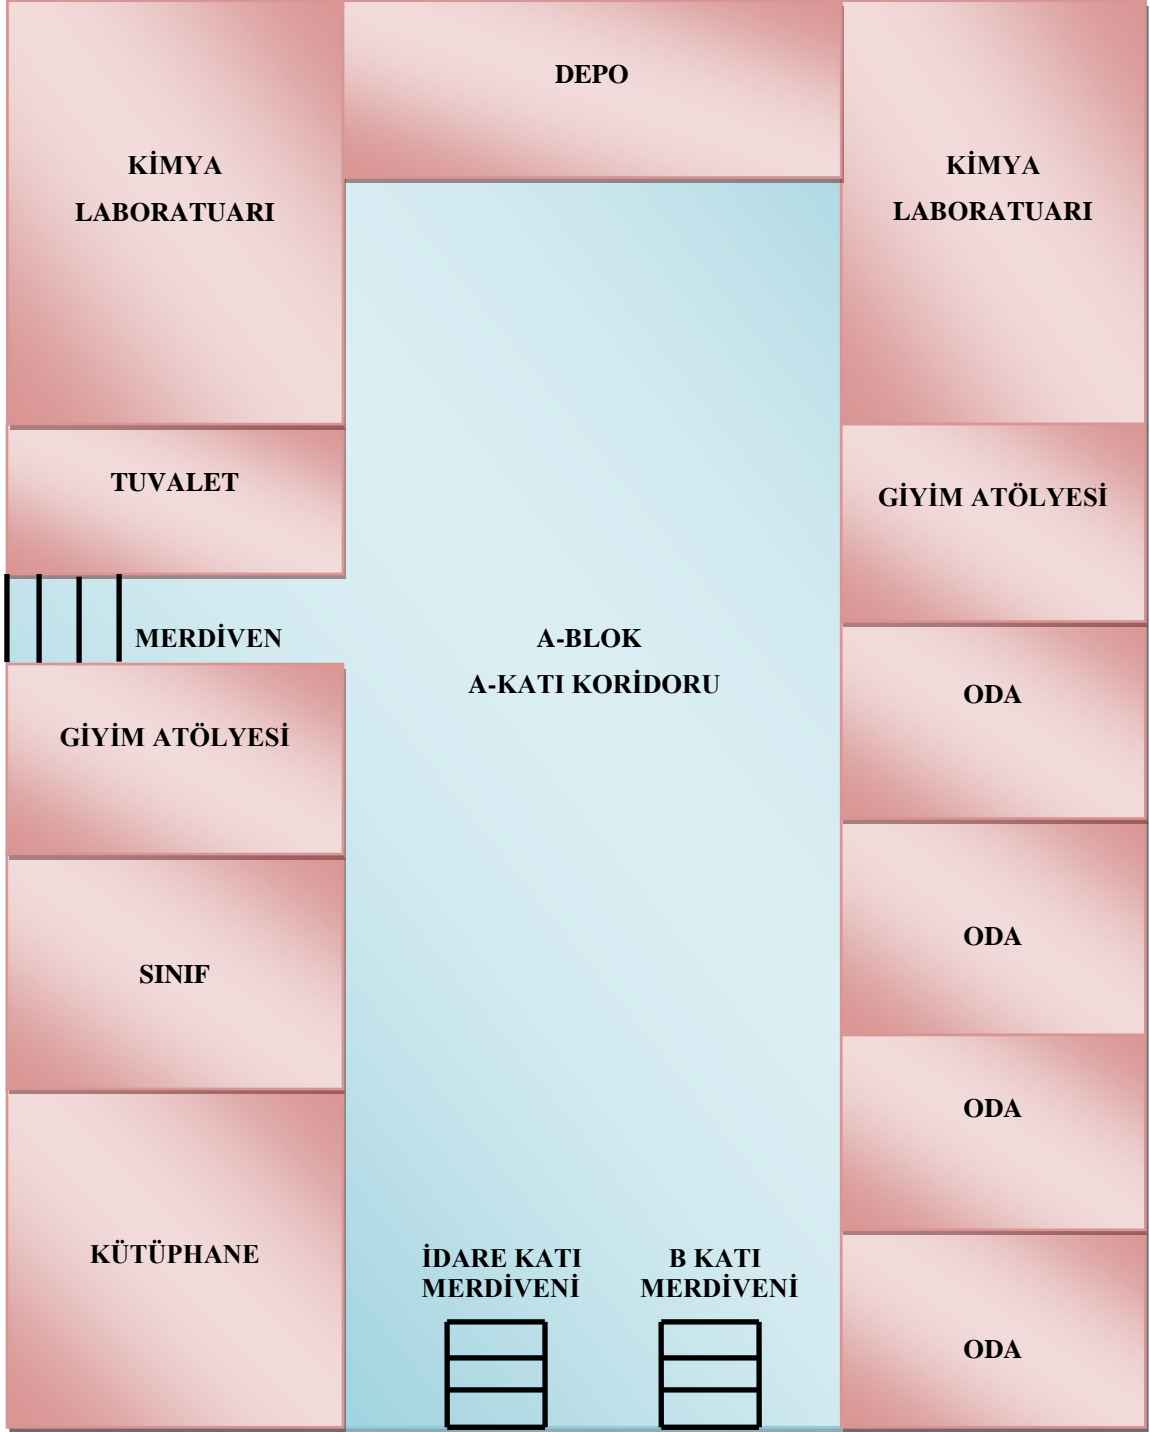 DEPO
KİMYA
LABORATUARI
KİMYA
LABORATUARI
TUVALET
GİYİM ATÖLYESİ
MERDİVEN
A-BLOK
A-KATI KORİDORU
ODA
GİYİM ATÖLYESİ
ODA
SINIF
ODA
KÜTÜPHANE
İDARE KATI
MERDİVENİ
B KATI
MERDİVENİ
ODA